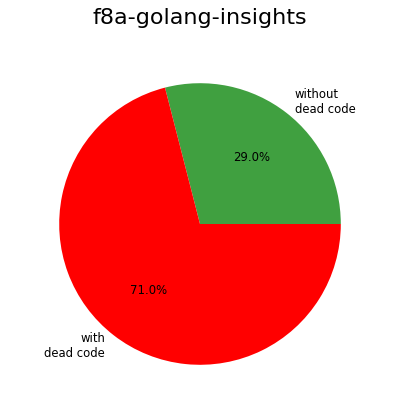 f8a-golang-insights
without
dead code
29.0%
71.0%
with
dead code